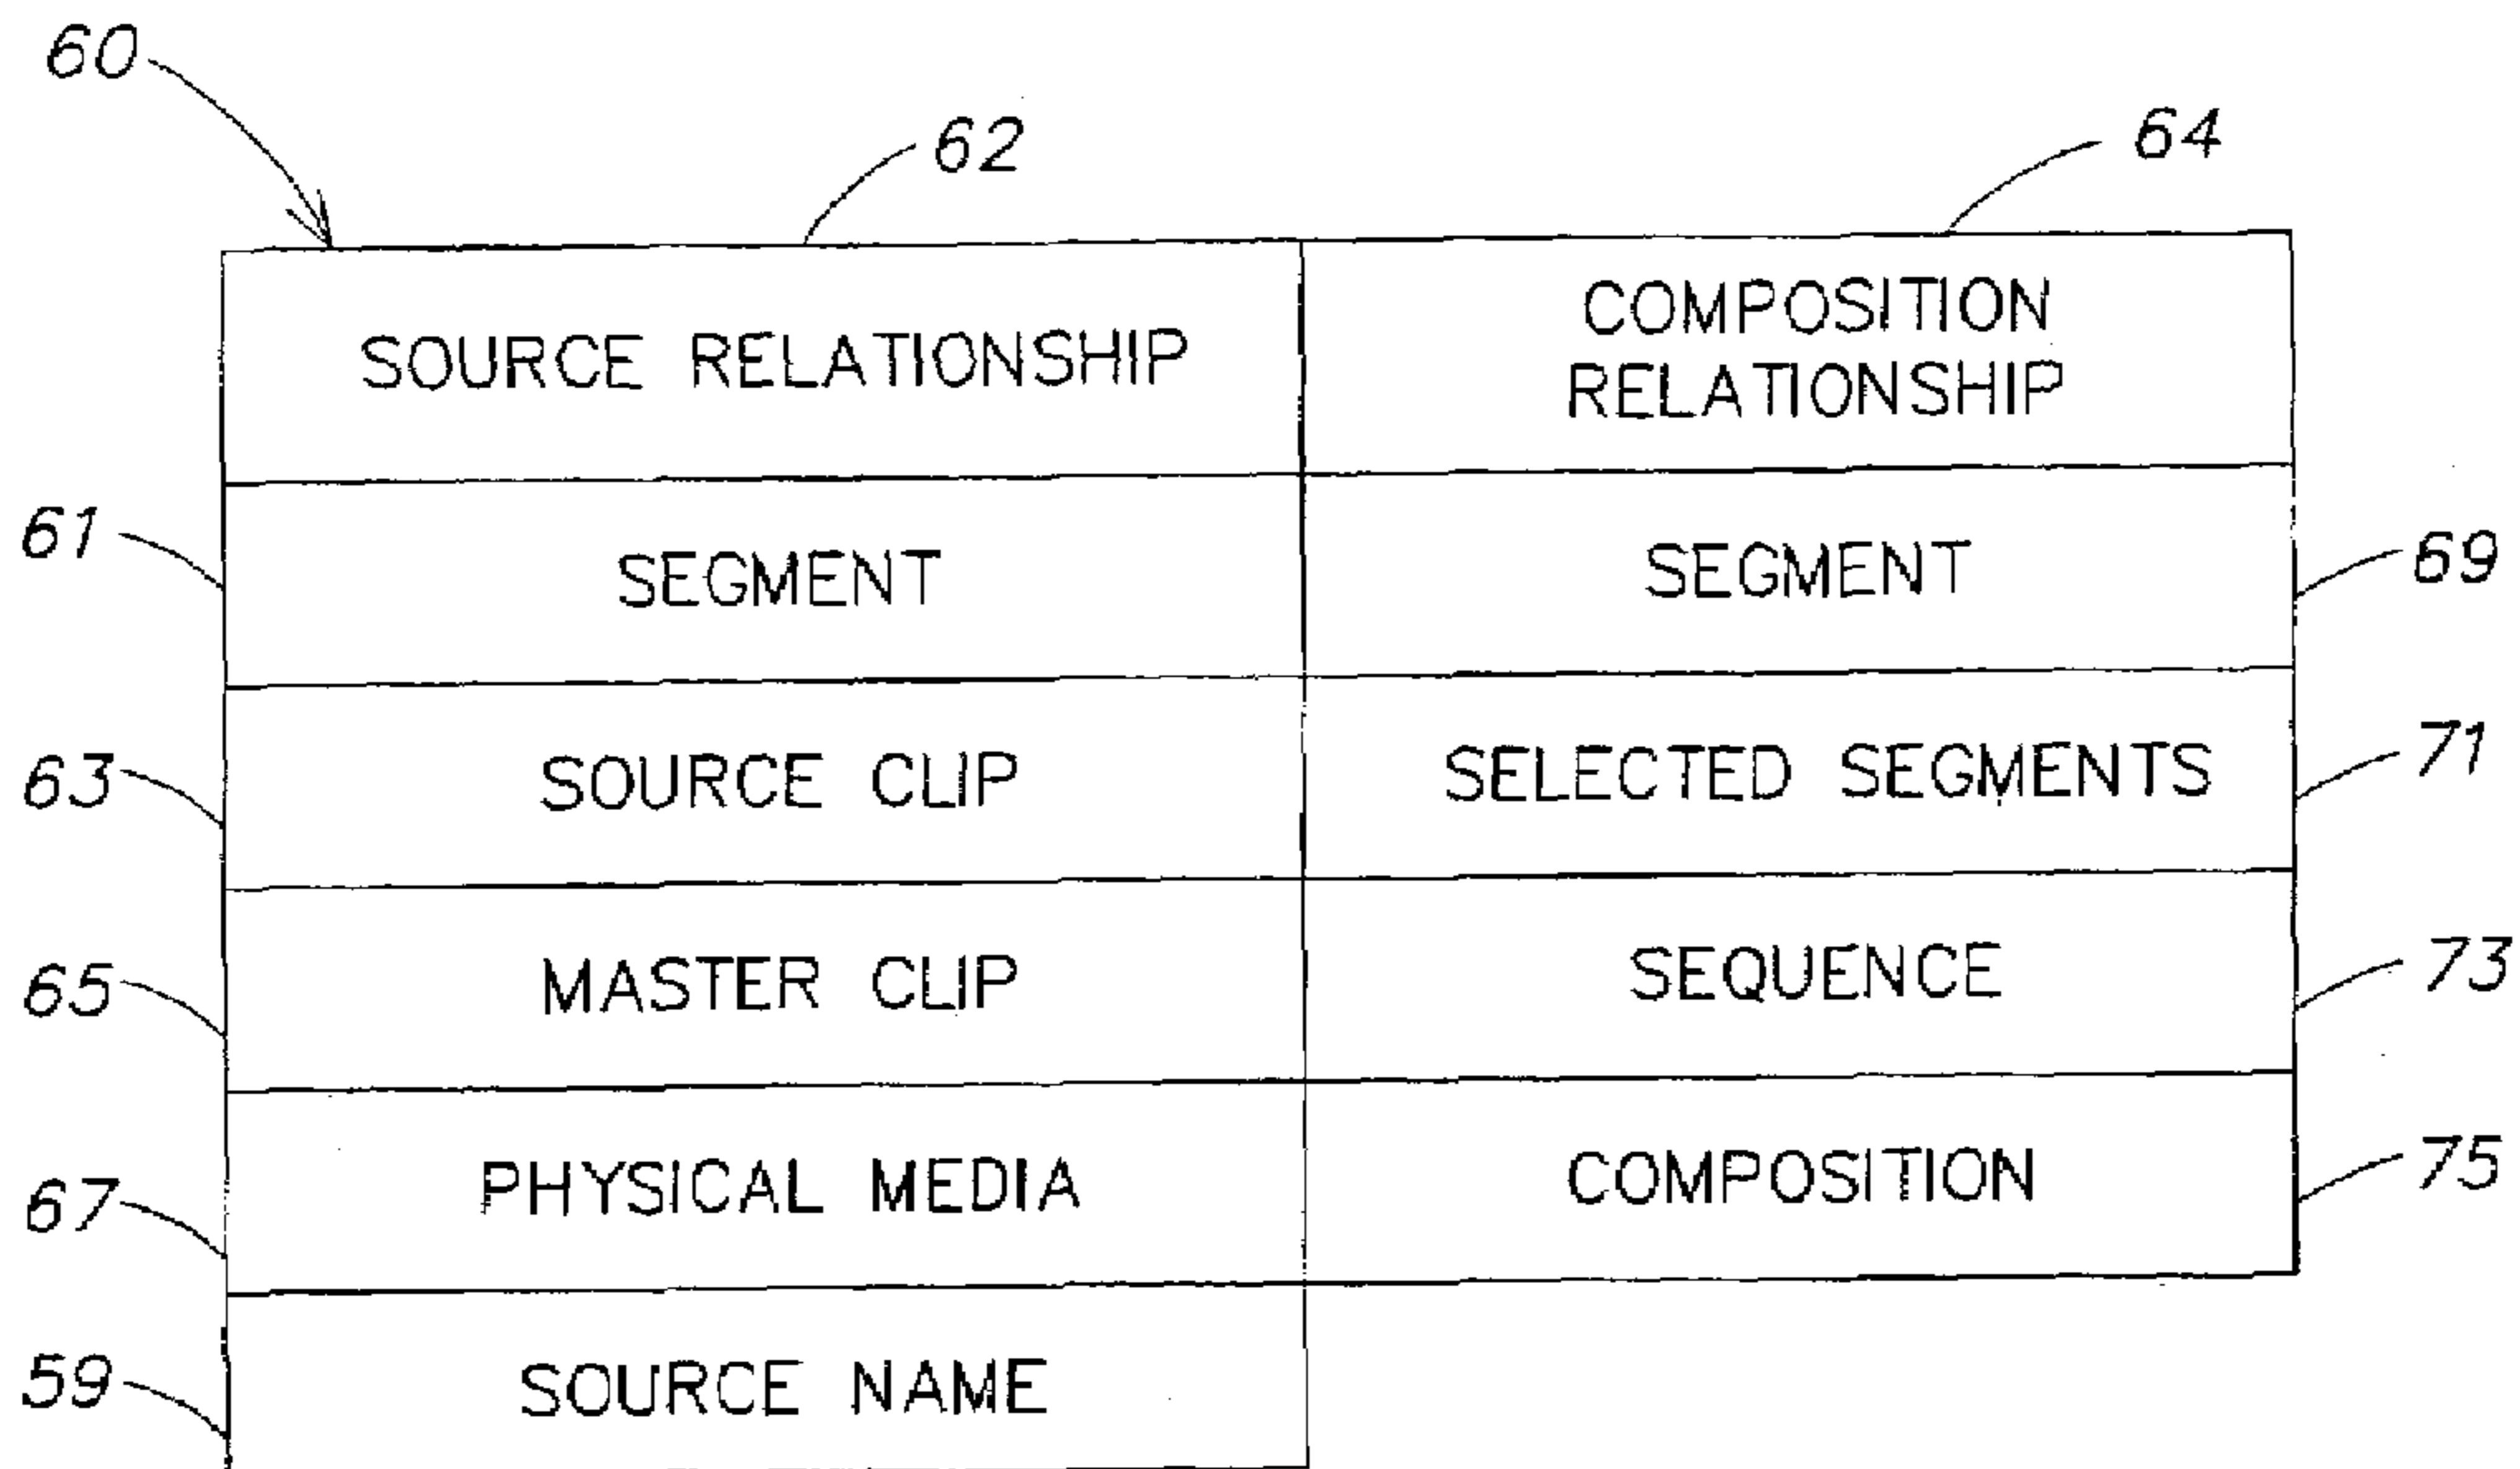 60
62
64
SOURCE RELATIONSHIP
COMPOSITION
RELATIONSHIP
61
SEGMENT
SEGMENT
69
63
SOURCE CLIP
SELECTED SEGMENTS
71
65
MASTER CLIP
SEQUENCE
73
67
PHYSICAL MEDIA
COMPOSITION
75
59
SOURCE NAME